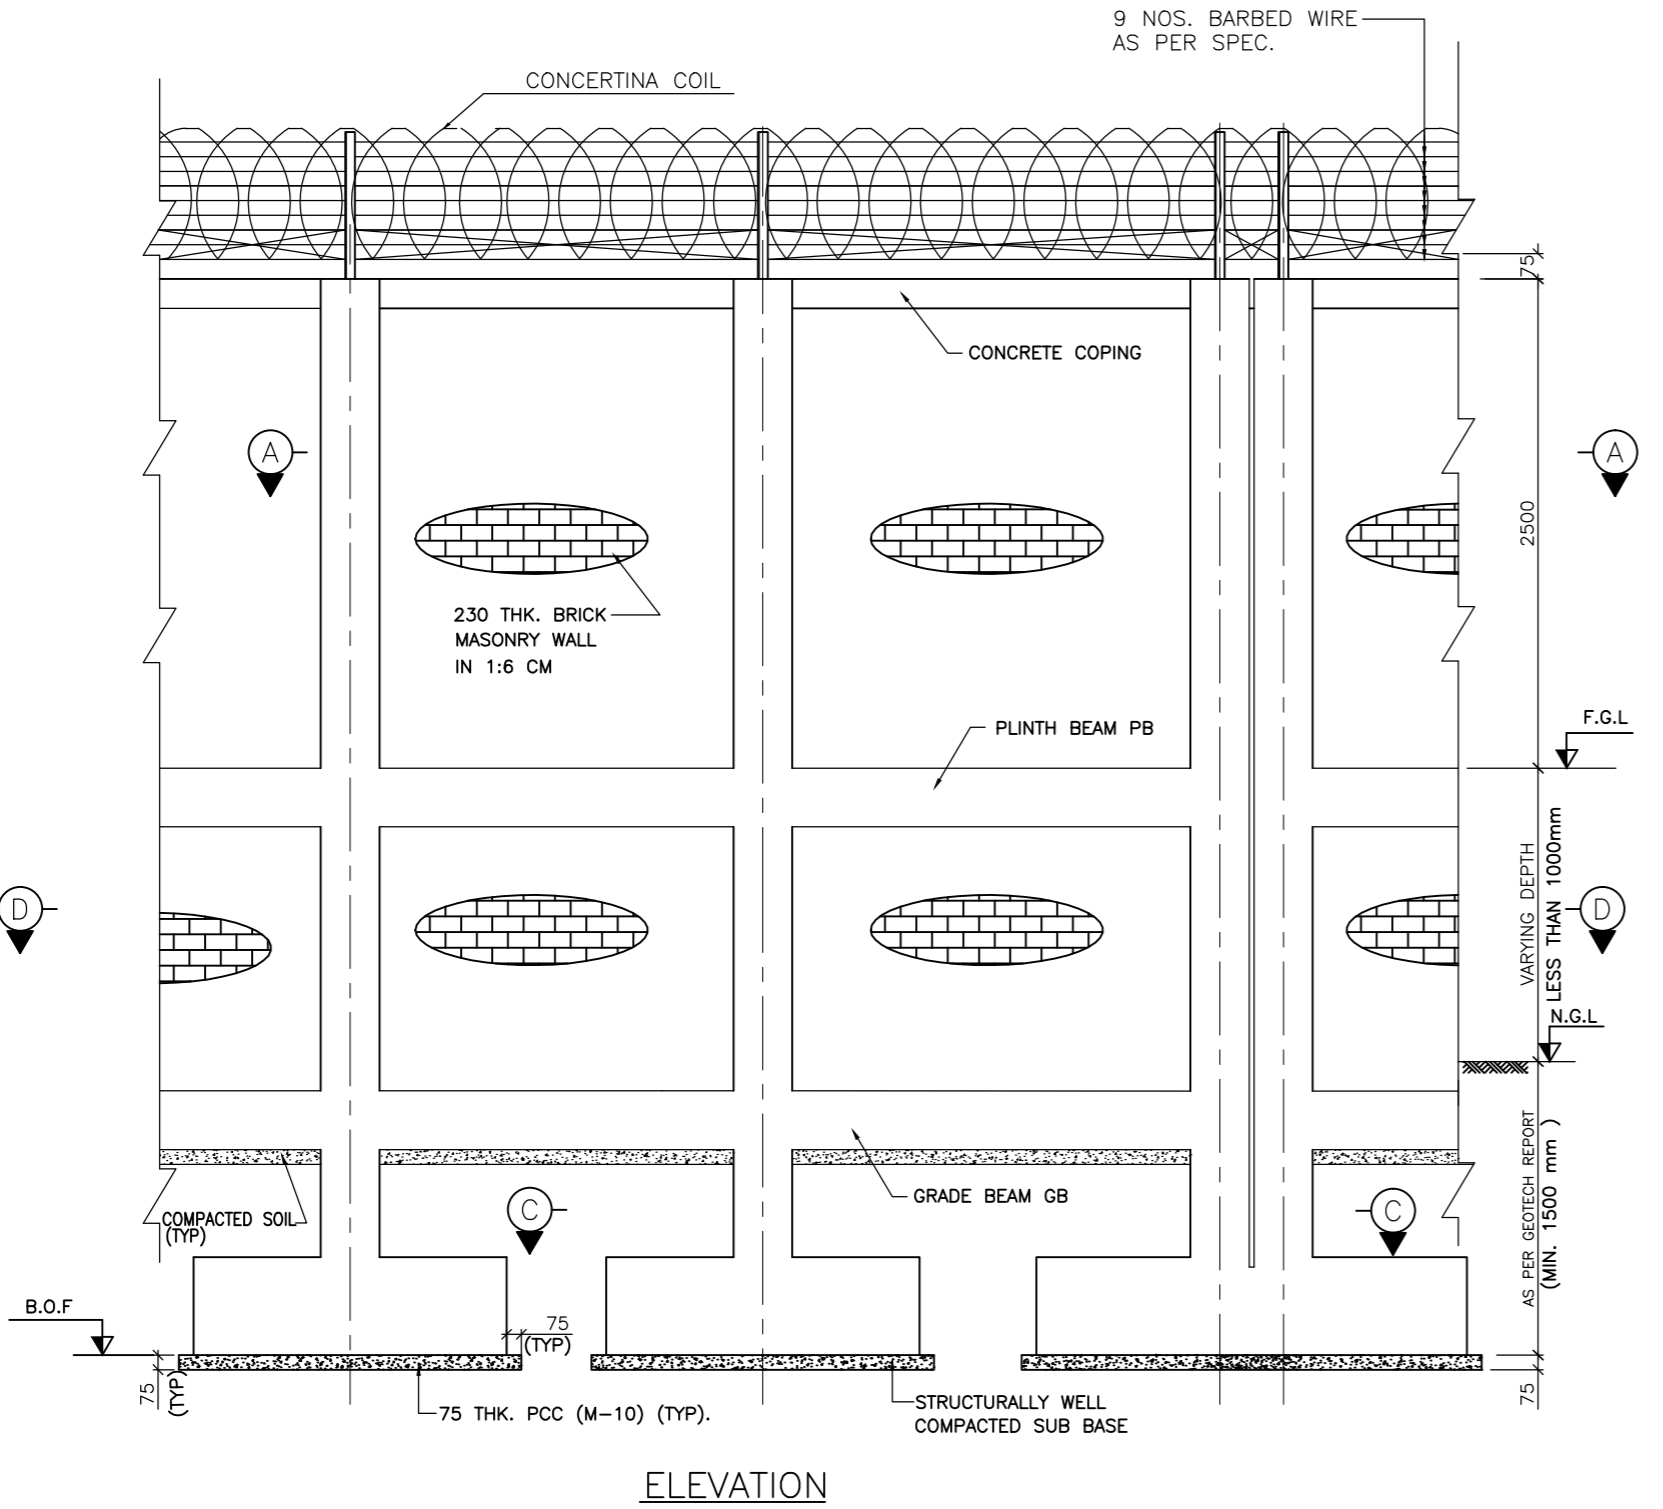 9 NOS. BARBED WIRE
AS PER SPEC.
CONCERTINA COIL
75
CONCRETE COPING
A
A
2500
230 THK. BRICK
MASONRY WALL
IN 1:6 CM
F.G.L
PLINTH BEAM PB
VARYING DEPTH
LESS THAN 1000mm
D
D
N.G.L
AS PER GEOTECH REPORT
(MIN. 1500 mm )
GRADE BEAM GB
C
C
COMPACTED SOIL
(TYP)
B.O.F
75
(TYP)
75
(TYP)
75
75 THK. PCC (M-10) (TYP).
STRUCTURALLY WELL
COMPACTED SUB BASE
ELEVATION